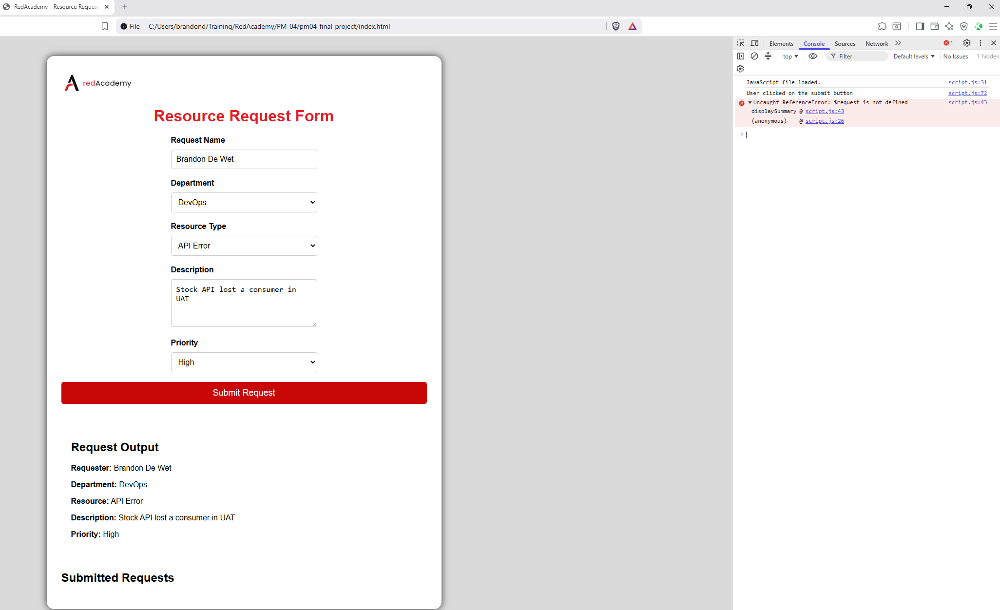 RedAcademy - Resource Reques
File C:/Users/brandond/Training/RedAcademy/PM-04/pm04-final-project/index.html
redAcademy
Resource Request Form
Request Name
Brandon De Wet
Department
DevOps
Resource Type
API Error
Description
Stock API lost a consumer in
UAT
Priority
High
Submit Request
Request Output
Requester: Brandon De Wet
Department: DevOps
Resource: API Error
Description: Stock API lost a consumer in UAT
Priority: High
Submitted Requests
Elements Console Sources Network 1
top Filter Default levels No Issues 1 hidden
JavaScript file loaded. script.js:31
User clicked on the submit button script.js:72
Uncaught ReferenceError: $request is not defined script.js:43
displaySummary @ script.js:43
(anonymous) @ script.js:26